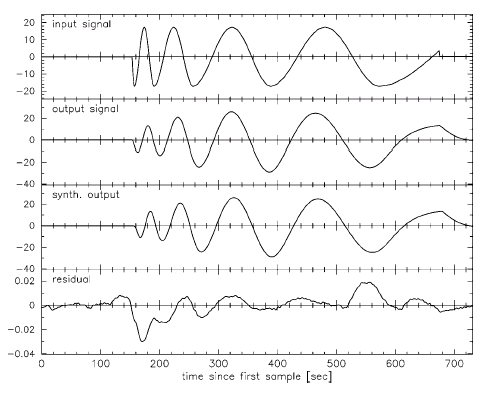 input signal
20
10
0
−10
−20
output signal
20
0
−20
−40
synth. output
20
0
−20
−40
residual
0.02
0
−0.02
−0.04
0 100 200 300 400 500 600 700
time since first sample [sec]